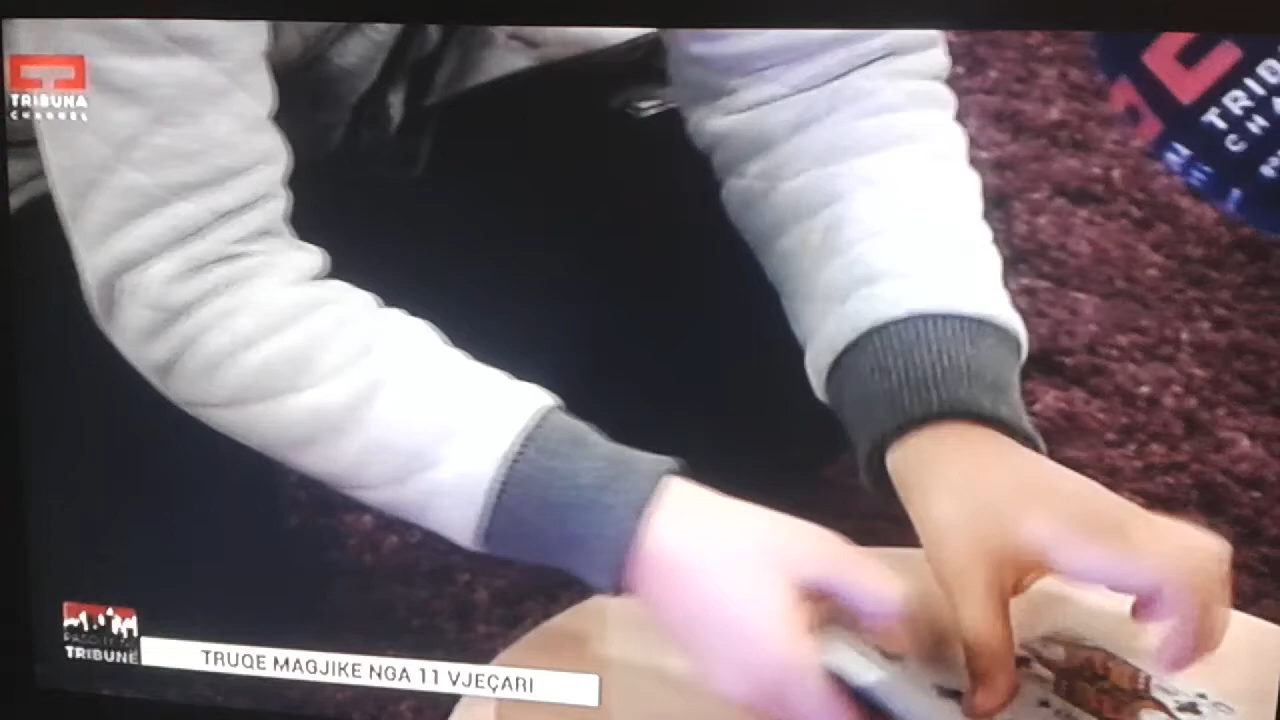 TRIBUNA
CHANNEL
TRIBUNE
TRUQE MAGJIKE NGA 11 VJEÇARI